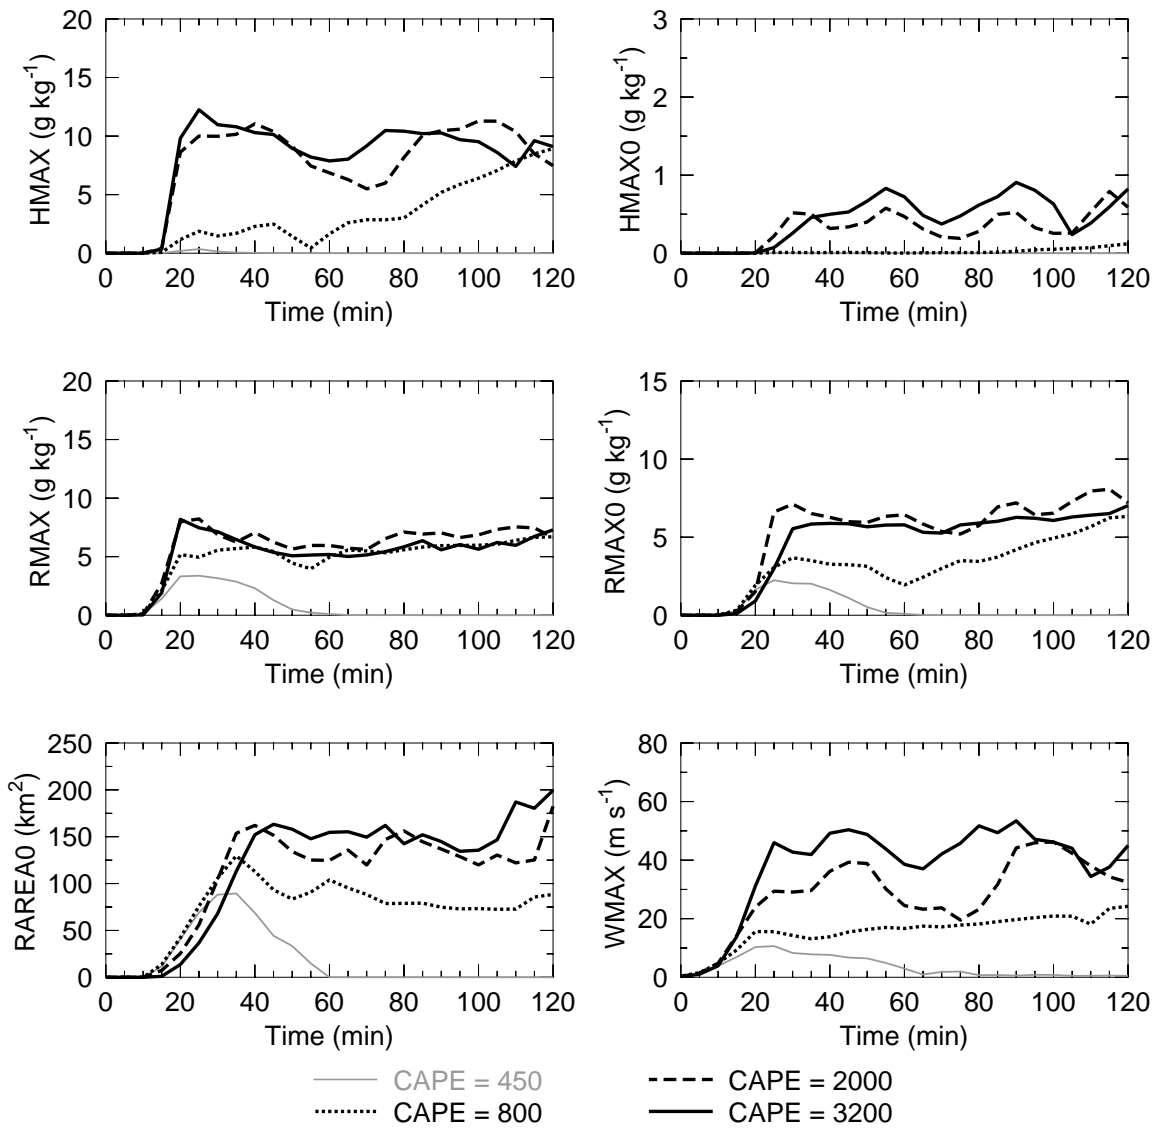 HMAX (g kg⁻¹)
20
15
10
5
0
0 20 40 60 80 100 120
Time (min)
HMAX0 (g kg⁻¹)
3
2
1
0
0 20 40 60 80 100 120
Time (min)
RMAX (g kg⁻¹)
20
15
10
5
0
0 20 40 60 80 100 120
Time (min)
RMAX0 (g kg⁻¹)
15
10
5
0
0 20 40 60 80 100 120
Time (min)
RAREA0 (km²)
250
200
150
100
50
0
0 20 40 60 80 100 120
Time (min)
WMAX (m s⁻¹)
80
60
40
20
0
0 20 40 60 80 100 120
Time (min)
CAPE = 450
CAPE = 800
CAPE = 2000
CAPE = 3200